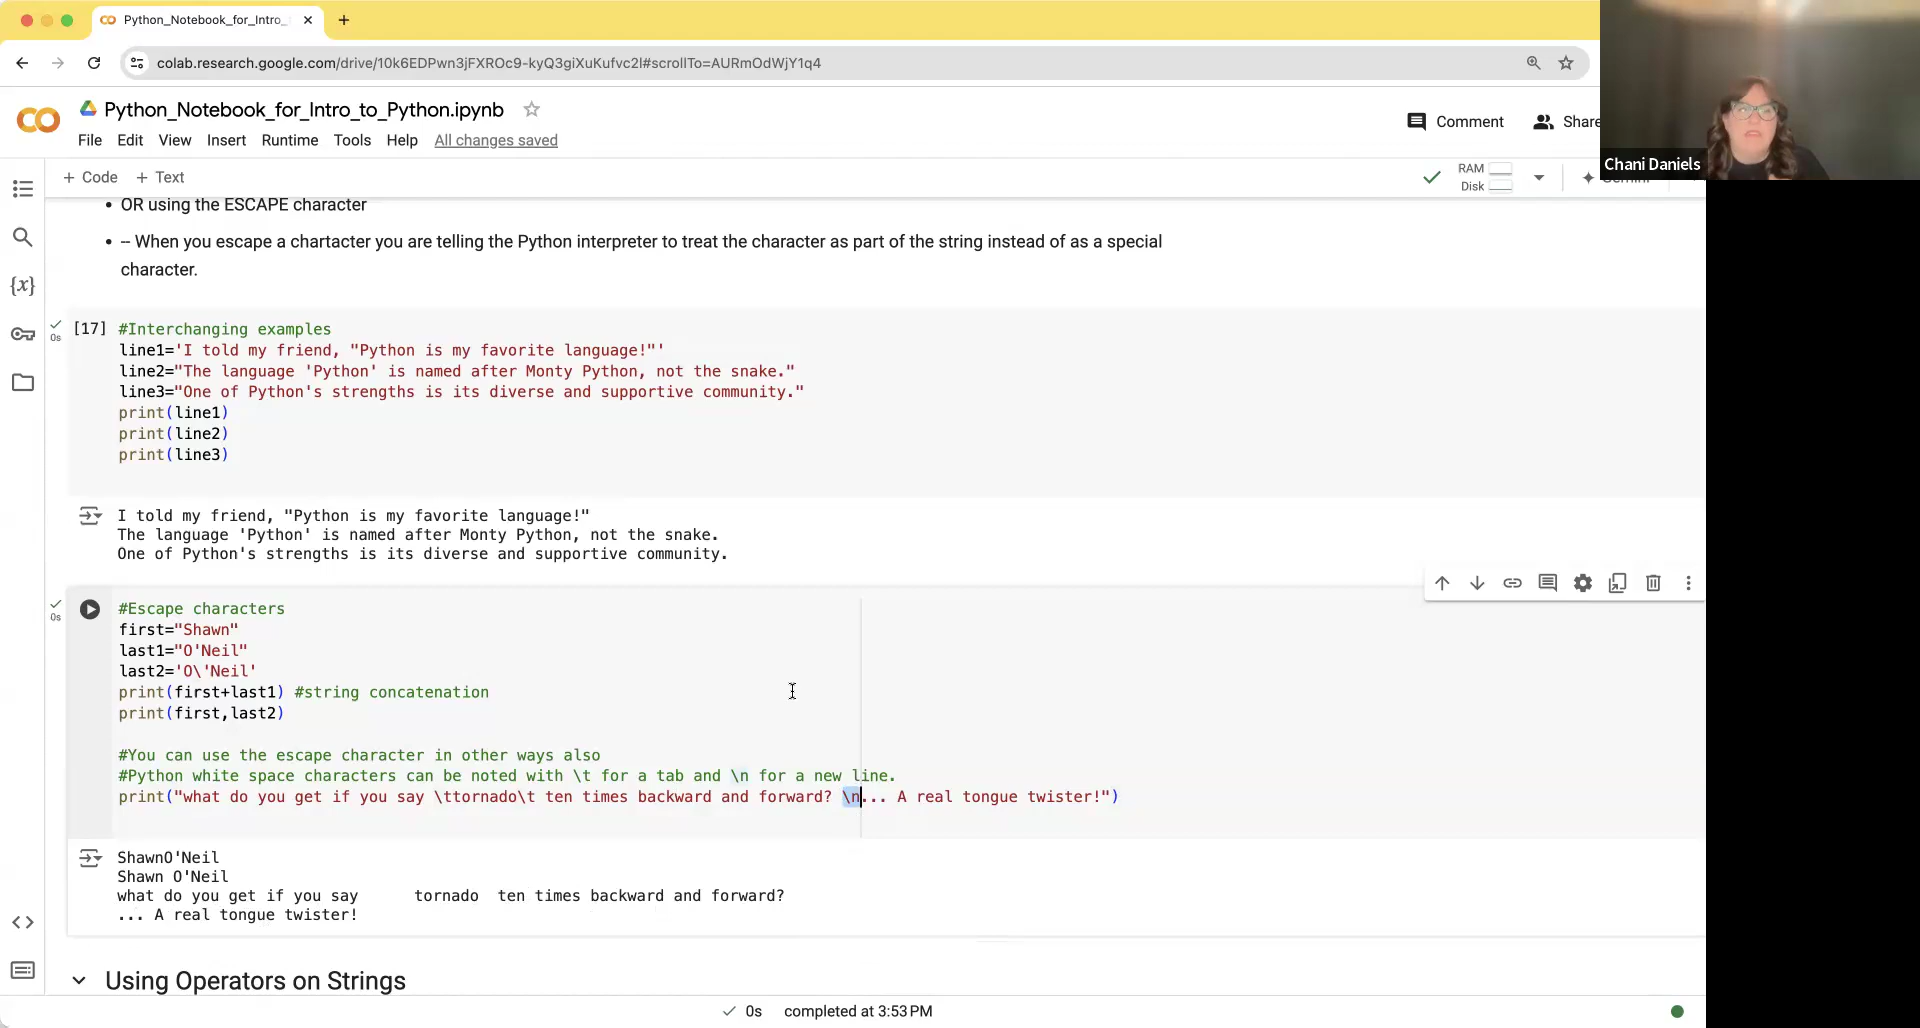 Python_Notebook_for_Intro_
colab.research.google.com/drive/10k6EDPwn3jFXROc9-kyQ3giXuKufvc2I#scrollTo=AURmOdWjY1q4
Python_Notebook_for_Intro_to_Python.ipynb
Comment
Share
File Edit View Insert Runtime Tools Help All changes saved
Chani Daniels
+ Code + Text
RAM
Disk
• OR using the ESCAPE character
• -- When you escape a chartacter you are telling the Python interpreter to treat the character as part of the string instead of as a special
character.
[17] #Interchanging examples
0s
line1='I told my friend, "Python is my favorite language!"'
line2="The language 'Python' is named after Monty Python, not the snake."
line3="One of Python's strengths is its diverse and supportive community."
print(line1)
print(line2)
print(line3)
I told my friend, "Python is my favorite language!"
The language 'Python' is named after Monty Python, not the snake.
One of Python's strengths is its diverse and supportive community.
#Escape characters
0s
first="Shawn"
last1="O'Neil"
last2='O\'Neil'
print(first+last1) #string concatenation
print(first,last2)
#You can use the escape character in other ways also
#Python white space characters can be noted with \t for a tab and \n for a new line.
print("what do you get if you say \ttornado\t ten times backward and forward? \n... A real tongue twister!")
ShawnO'Neil
Shawn O'Neil
what do you get if you say tornado ten times backward and forward?
... A real tongue twister!
Using Operators on Strings
0s completed at 3:53 PM